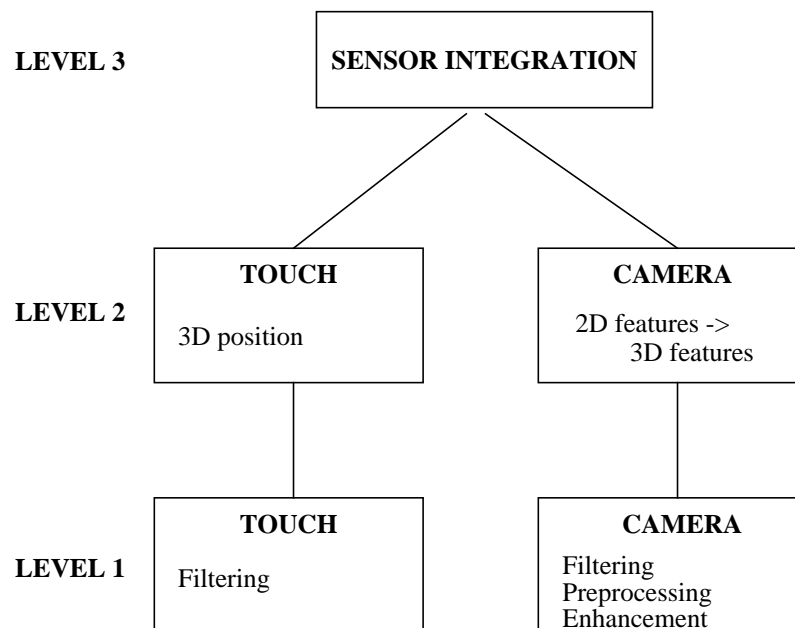 LEVEL 3
SENSOR INTEGRATION
LEVEL 2
TOUCH
3D position
CAMERA
2D features ->
3D features
LEVEL 1
TOUCH
Filtering
CAMERA
Filtering
Preprocessing
Enhancement